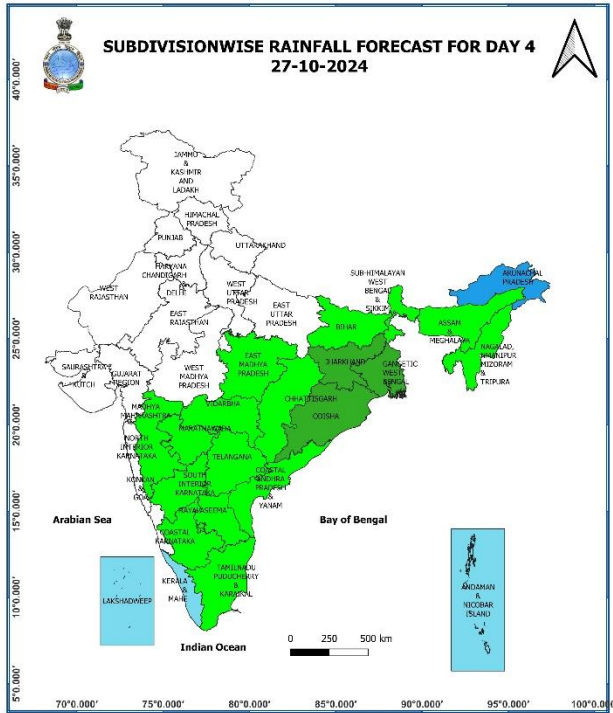 SUBDIVISIONWISE RAINFALL FORECAST FOR DAY 4
27-10-2024
40°0.000'
35°0.000'
30°0.000'
25°0.000'
20°0.000'
15°0.000'
10°0.000'
5°0.000'
JAMMO
&
KASHMIR
AND
LADAKH
HIMACHAL
PRADESH
PUNJAB
UTTARAKHAND
HARYANA
CHANDIGARH
&
DELHI
WEST
RAJASTHAN
WEST
UTTAR
PRADESH
EAST
RAJASTHAN
EAST
UTTAR
PRADESH
SUB-HIMALAYAN
WEST
BENGAL
&
SIKKIM
ARUNACHAL
PRADESH
BIHAR
ASSAM
&
MEGHALAYA
NAGALAD,
MANIPUR
MIZORAM
&
TRIPURA
SAURASHTRA
&
KUTCH
GUJARAT
REGION
WEST
MADHYA
PRADESH
EAST
MADHYA
PRADESH
JHARKHAND
GANGETIC
WEST
BENGAL
CHHATTISGARH
ODISHA
VIDARBHA
MADHYA
MAHARASHTRA
MARATHAWADA
NORTH
INTERIOR
KARNATAKA
TELANGANA
KONKAN
&
GOA
SOUTH
INTERIOR
KARNATAKA
COASTAL
ANDHRA
PRADESH
&
YANAM
RAYALASEEMA
COASTAL
KARNATAKA
Arabian Sea
Bay of Bengal
TAMILNADU
PUDUCHERRY
&
KARAIKAL
KERALA
&
MAHE
LAKSHADWEEP
ANDAMAN
&
NICOBAR
ISLAND
Indian Ocean
0 250 500 km
70°0.000' 75°0.000' 80°0.000' 85°0.000' 90°0.000' 95°0.000' 100°0.000'